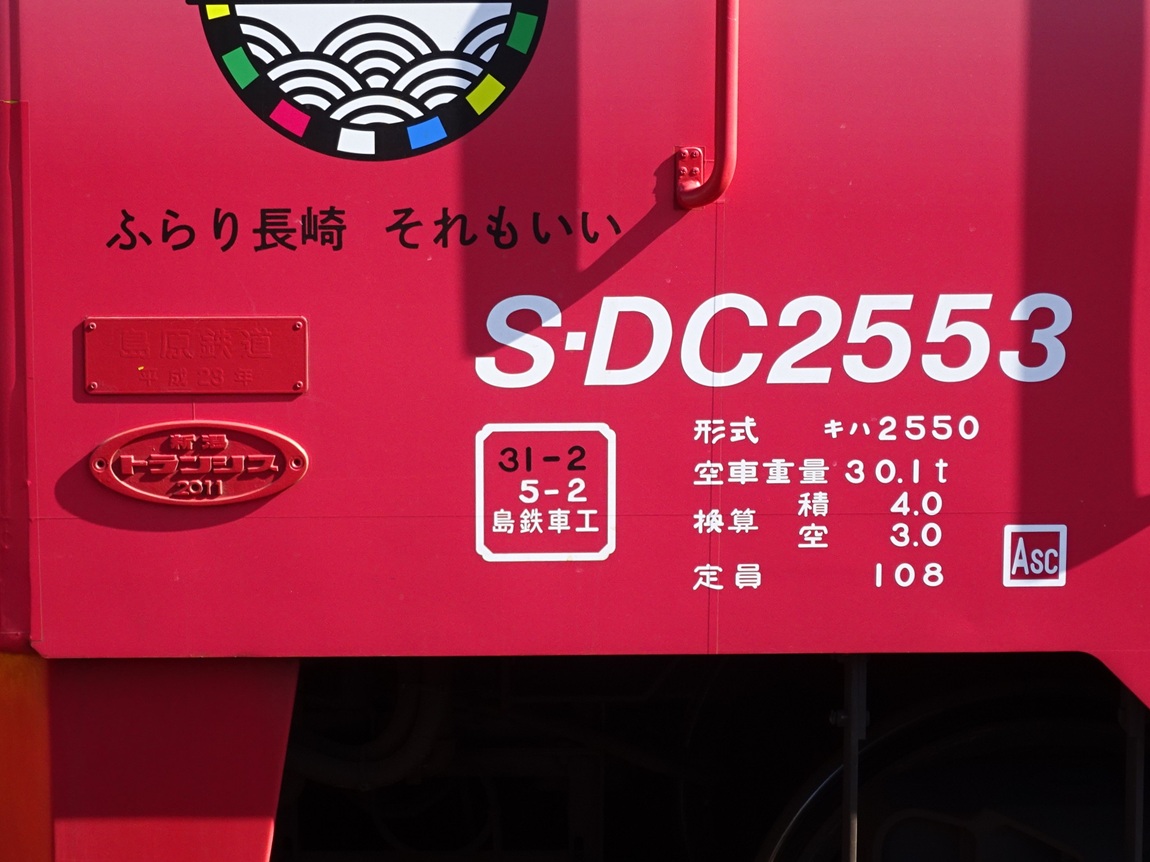 ふらり長崎 それもいい
島原鉄道
平成23年
新潟
トランシス
2011
S·DC2553
31-2
5-2
島鉄車工
形式 キハ2550
空車重量 30.1t
換算 積 4.0
空 3.0
定員 108
Asc